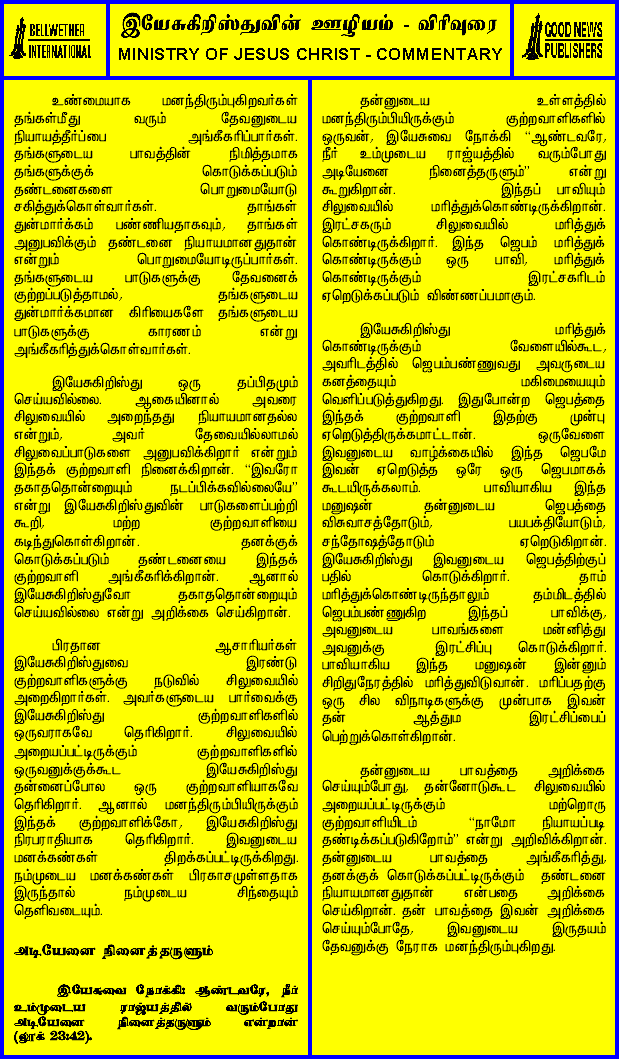 BELLWETHER
INTERNATIONAL
இயேசுகிறிஸ்துவின் ஊழியம் - விரிவுரை
MINISTRY OF JESUS CHRIST - COMMENTARY
GOOD NEWS
PUBLISHERS
உண்மையாக மனந்திரும்புகிறவர்கள்
தங்கள்மீது வரும் தேவனுடைய
நியாயத்தீர்ப்பை அங்கீகரிப்பார்கள்.
தங்களுடைய பாவத்தின் நிமித்தமாக
தங்களுக்குக் கொடுக்கப்படும்
தண்டனைகளை பொறுமையோடு
சகித்துக்கொள்வார்கள். தாங்கள்
துன்மார்க்கம் பண்ணியதாகவும், தாங்கள்
அனுபவிக்கும் தண்டனை நியாயமானதுதான்
என்றும் பொறுமையோடிருப்பார்கள்.
தங்களுடைய பாடுகளுக்கு தேவனைக்
குற்றப்படுத்தாமல், தங்களுடைய
துன்மார்க்கமான கிரியைகளே தங்களுடைய
பாடுகளுக்கு காரணம் என்று
அங்கீகரித்துக்கொள்வார்கள்.
இயேசுகிறிஸ்து ஒரு தப்பிதமும்
செய்யவில்லை. ஆகையினால் அவரை
சிலுவையில் அறைந்தது நியாயமானதல்ல
என்றும், அவர் தேவையில்லாமல்
சிலுவைப்பாடுகளை அனுபவிக்கிறார் என்றும்
இந்தக் குற்றவாளி நினைக்கிறான். “இவரோ
தகாததொன்றையும் நடப்பிக்கவில்லையே”
என்று இயேசுகிறிஸ்துவின் பாடுகளைப்பற்றி
கூறி, மற்ற குற்றவாளியை
கடிந்துகொள்கிறான். தனக்குக்
கொடுக்கப்படும் தண்டனையை இந்தக்
குற்றவாளி அங்கீகரிக்கிறான். ஆனால்
இயேசுகிறிஸ்துவோ தகாததொன்றையும்
செய்யவில்லை என்று அறிக்கை செய்கிறான்.
பிரதான ஆசாரியர்கள்
இயேசுகிறிஸ்துவை இரண்டு
குற்றவாளிகளுக்கு நடுவில் சிலுவையில்
அறைகிறார்கள். அவர்களுடைய பார்வைக்கு
இயேசுகிறிஸ்து குற்றவாளிகளில்
ஒருவராகவே தெரிகிறார். சிலுவையில்
அறையப்பட்டிருக்கும் குற்றவாளிகளில்
ஒருவனுக்குக்கூட இயேசுகிறிஸ்து
தன்னைப்போல ஒரு குற்றவாளியாகவே
தெரிகிறார். ஆனால் மனந்திரும்பியிருக்கும்
இந்தக் குற்றவாளிக்கோ, இயேசுகிறிஸ்து
நிரபராதியாக தெரிகிறார். இவனுடைய
மனக்கண்கள் திறக்கப்பட்டிருக்கிறது.
நம்முடைய மனக்கண்கள் பிரகாசமுள்ளதாக
இருந்தால் நம்முடைய சிந்தையும்
தெளிவடையும்.
அடியேனை நினைத்தருளும்
இயேசுவை நோக்கி: ஆண்டவரே, நீர்
உம்முடைய ராஜ்யத்தில் வரும்போது
அடியேனை நினைத்தருளும் என்றான்
(லூக் 23:42).
தன்னுடைய உள்ளத்தில்
மனந்திரும்பியிருக்கும் குற்றவாளிகளில்
ஒருவன், இயேசுவை நோக்கி “ஆண்டவரே,
நீர் உம்முடைய ராஜ்யத்தில் வரும்போது
அடியேனை நினைத்தருளும்” என்று
கூறுகிறான். இந்தப் பாவியும்
சிலுவையில் மரித்துக்கொண்டிருக்கிறான்.
இரட்சகரும் சிலுவையில் மரித்துக்
கொண்டிருக்கிறார். இந்த ஜெபம் மரித்துக்
கொண்டிருக்கும் ஒரு பாவி, மரித்துக்
கொண்டிருக்கும் இரட்சகரிடம்
ஏறெடுக்கப்படும் விண்ணப்பமாகும்.
இயேசுகிறிஸ்து மரித்துக்
கொண்டிருக்கும் வேளையில்கூட,
அவரிடத்தில் ஜெபம்பண்ணுவது அவருடைய
கனத்தையும் மகிமையையும்
வெளிப்படுத்துகிறது. இதுபோன்ற ஜெபத்தை
இந்தக் குற்றவாளி இதற்கு முன்பு
ஏறெடுத்திருக்கமாட்டான். ஒருவேளை
இவனுடைய வாழ்க்கையில் இந்த ஜெபமே
இவன் ஏறெடுத்த ஒரே ஒரு ஜெபமாகக்
கூடயிருக்கலாம். பாவியாகிய இந்த
மனுஷன் தன்னுடைய ஜெபத்தை
விசுவாசத்தோடும், பயபக்தியோடும்,
சந்தோஷத்தோடும் ஏறெடுகிறான்.
இயேசுகிறிஸ்து இவனுடைய ஜெபத்திற்குப்
பதில் கொடுக்கிறார். தாம்
மரித்துக்கொண்டிருந்தாலும் தம்மிடத்தில்
ஜெபம்பண்ணுகிற இந்தப் பாவிக்கு,
அவனுடைய பாவங்களை மன்னித்து
அவனுக்கு இரட்சிப்பு கொடுக்கிறார்.
பாவியாகிய இந்த மனுஷன் இன்னும்
சிறிதுநேரத்தில் மரித்துவிடுவான். மரிப்பதற்கு
ஒரு சில விநாடிகளுக்கு முன்பாக இவன்
தன் ஆத்தும இரட்சிப்பைப்
பெற்றுக்கொள்கிறான்.
தன்னுடைய பாவத்தை அறிக்கை
செய்யும்போது, தன்னோடுகூட சிலுவையில்
அறையப்பட்டிருக்கும் மற்றொரு
குற்றவாளியிடம் “நாமோ நியாயப்படி
தண்டிக்கப்படுகிறோம்” என்று அறிவிக்கிறான்.
தன்னுடைய பாவத்தை அங்கீகரித்து,
தனக்குக் கொடுக்கப்பட்டிருக்கும் தண்டனை
நியாயமானதுதான் என்பதை அறிக்கை
செய்கிறான். தன் பாவத்தை இவன் அறிக்கை
செய்யும்போதே, இவனுடைய இருதயம்
தேவனுக்கு நேராக மனந்திரும்புகிறது.